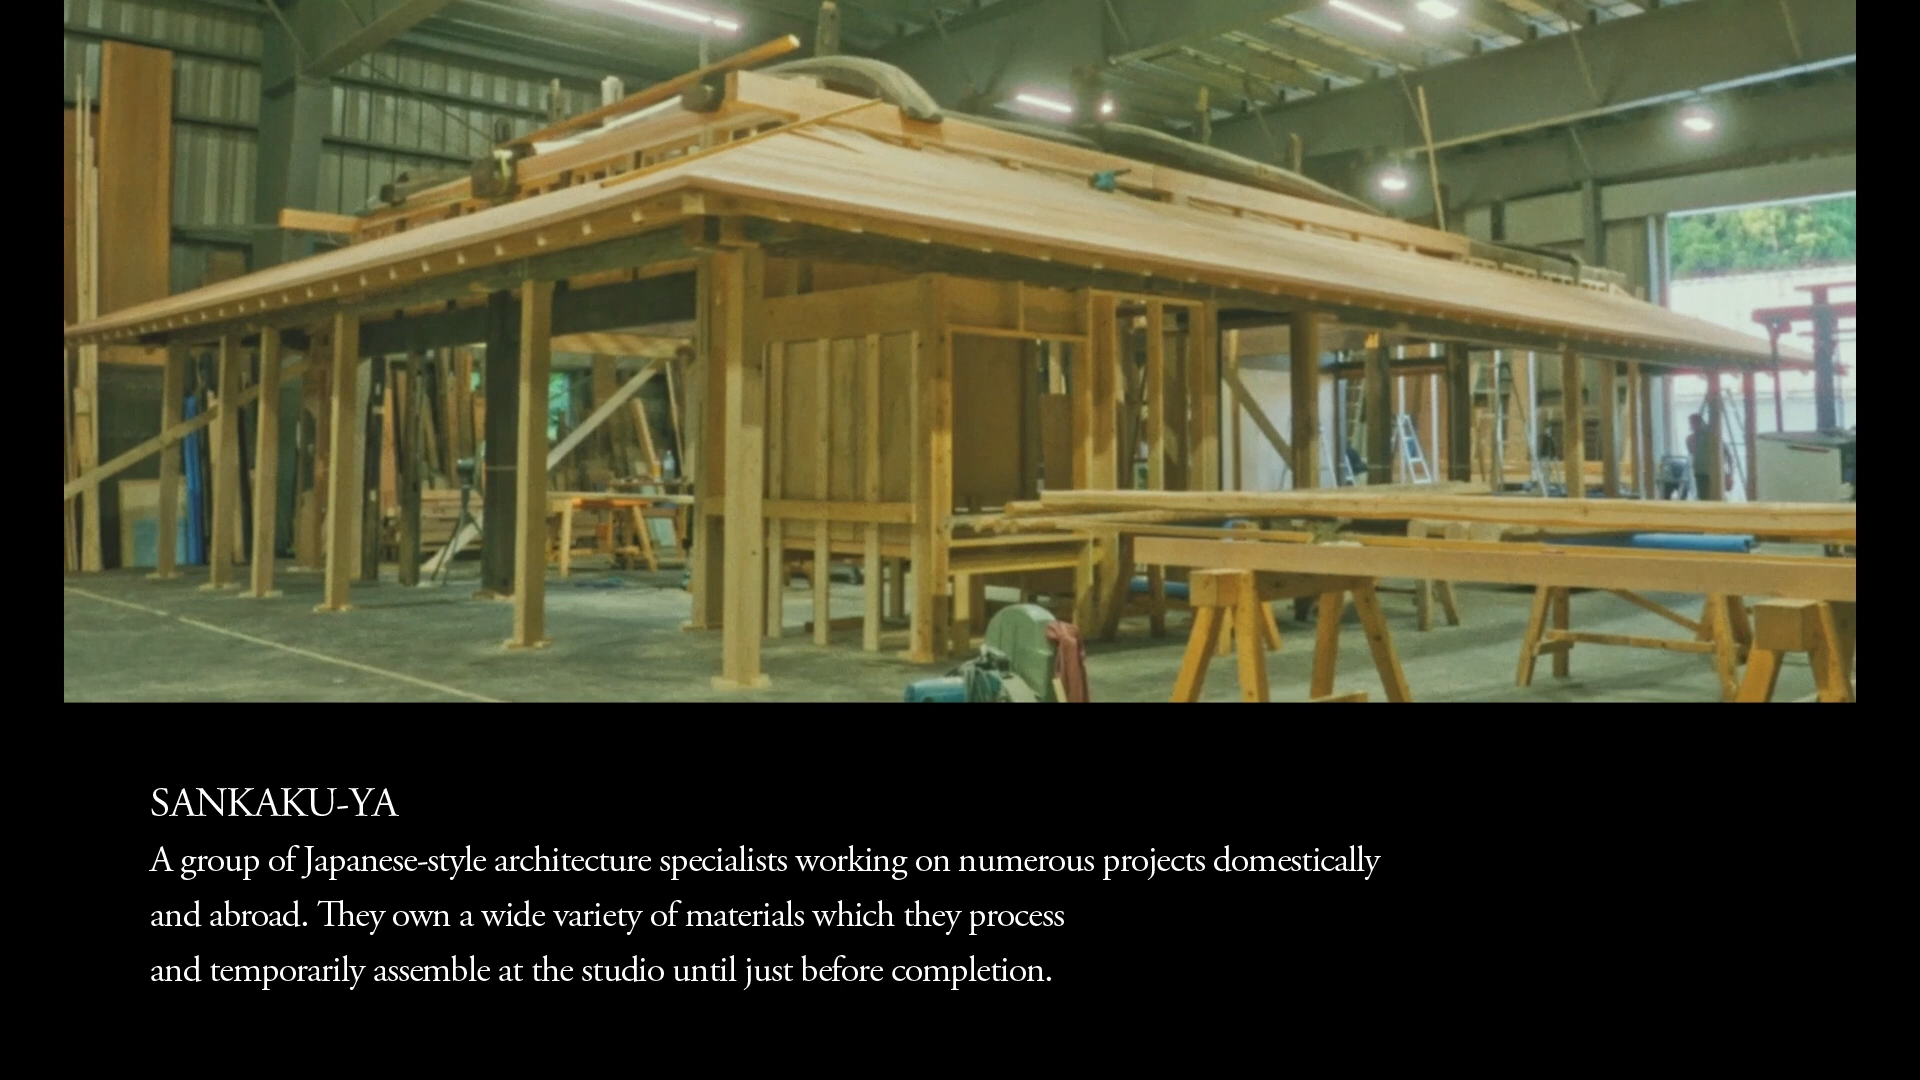 SANKAKU-YA
A group of Japanese-style architecture specialists working on numerous projects domestically
and abroad. They own a wide variety of materials which they process
and temporarily assemble at the studio until just before completion.